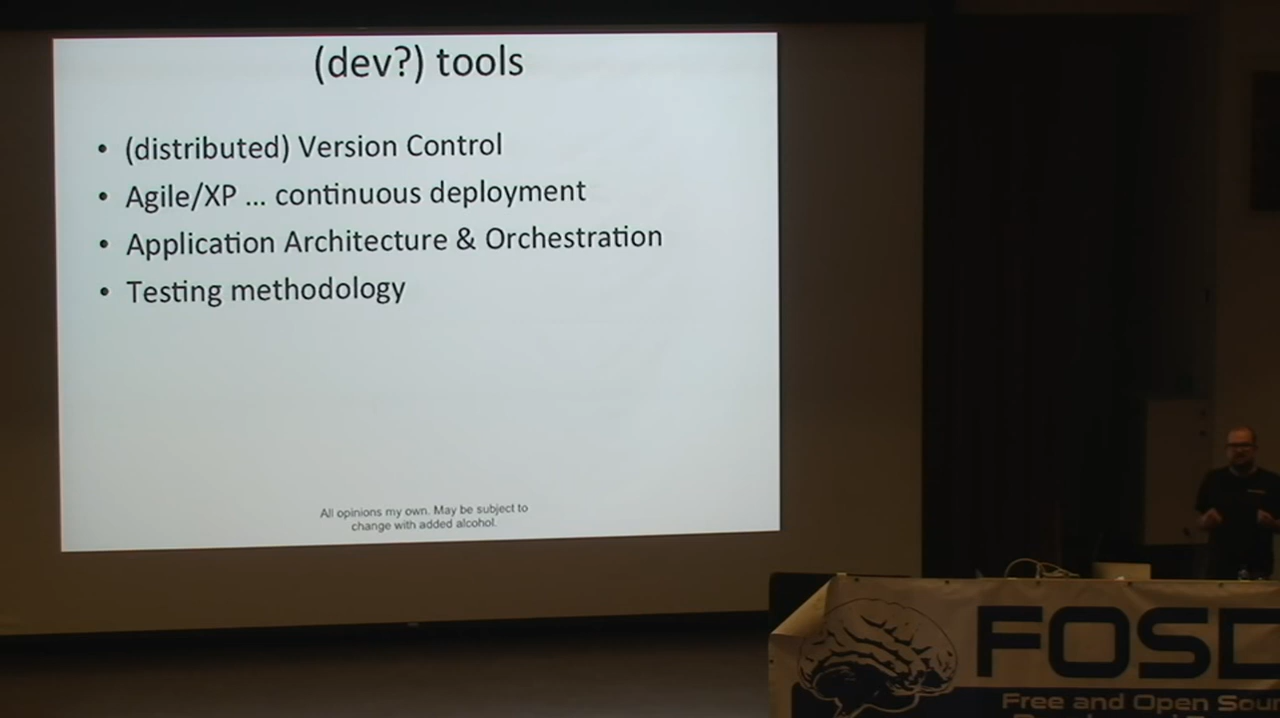 (dev?) tools
• (distributed) Version Control
• Agile/XP ... continuous deployment
• Application Architecture & Orchestration
• Testing methodology
All opinions my own. May be subject to
change with added alcohol.
FOSD
Free and Open Sour